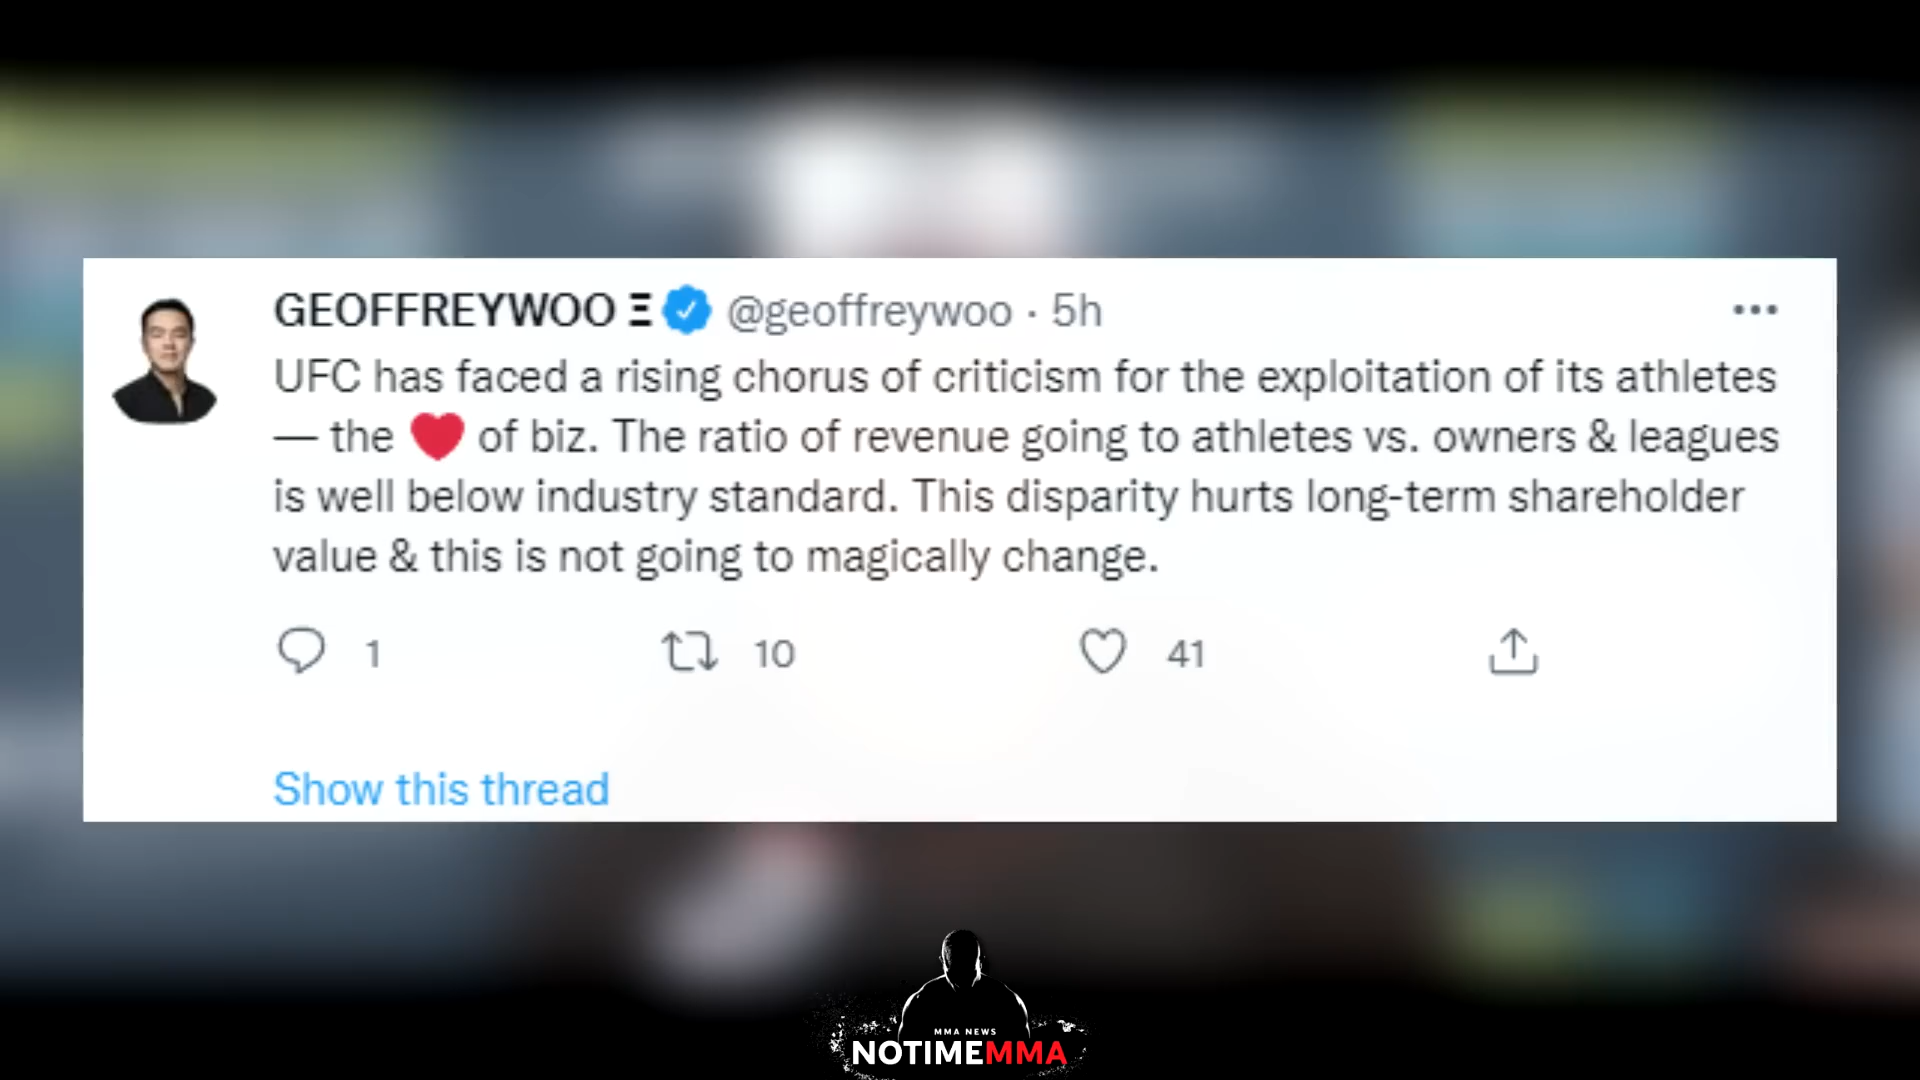 GEOFFREYWOO Ξ @geoffreywoo · 5h
UFC has faced a rising chorus of criticism for the exploitation of its athletes
— the ❤️ of biz. The ratio of revenue going to athletes vs. owners & leagues
is well below industry standard. This disparity hurts long-term shareholder
value & this is not going to magically change.
1 10 41
Show this thread
MMA NEWS
NOTIMEMMA